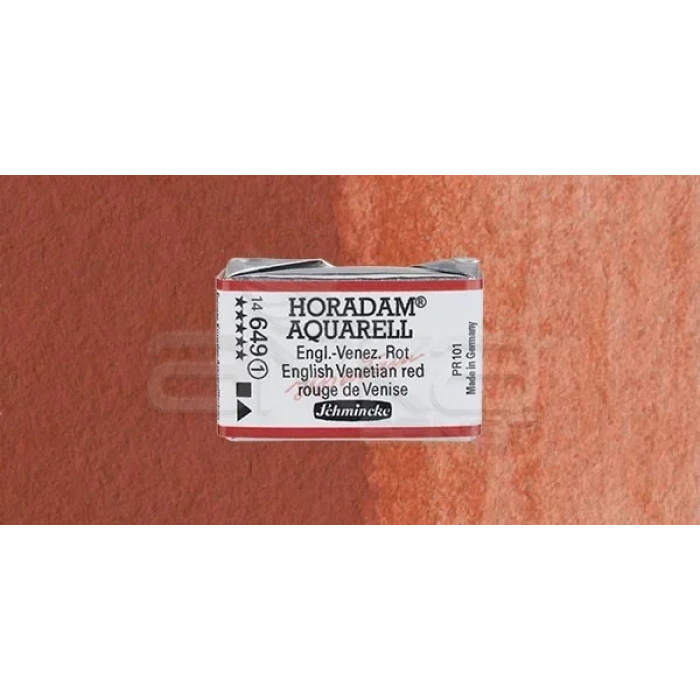 HORADAM®
AQUARELL
Engl.-Venez. Rot
English Venetian red
rouge de Venise
Schmincke
14 649 1
★★★★★
PR101
Made in Germany